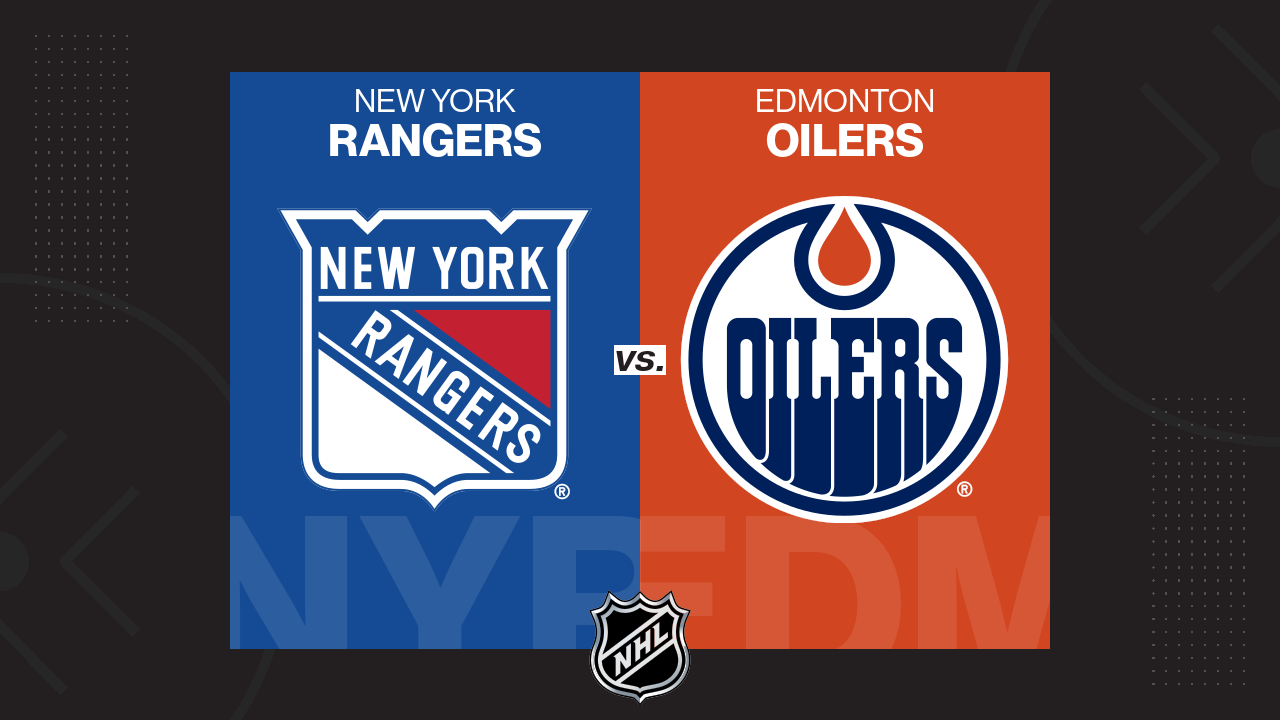 NEW YORK
RANGERS
EDMONTON
OILERS
NEW YORK
RANGERS
®
vs.
OILERS
®
NYR
EDM
NHL